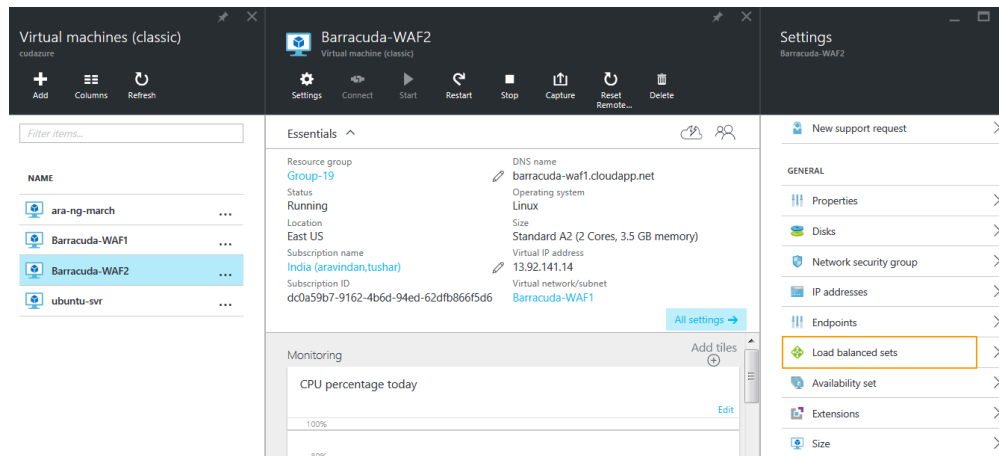 Virtual machines (classic)
cudazure
Add
Columns
Refresh
Filter items...
NAME
ara-ng-march
...
Barracuda-WAF1
...
Barracuda-WAF2
...
ubuntu-svr
...
Barracuda-WAF2
Virtual machine (classic)
Settings
Connect
Start
Restart
Stop
Capture
Reset
Remote...
Delete
Essentials
Resource group
Group-19
Status
Running
Location
East US
Subscription name
India (aravindan,tushar)
Subscription ID
dc0a59b7-9162-4b6d-94ed-62dfb866f5d6
DNS name
barracuda-waf1.cloudapp.net
Operating system
Linux
Size
Standard A2 (2 Cores, 3.5 GB memory)
Virtual IP address
13.92.141.14
Virtual network/subnet
Barracuda-WAF1
All settings →
Monitoring
Add tiles
CPU percentage today
Edit
100%
80%
Settings
Barracuda-WAF2
New support request
GENERAL
Properties
Disks
Network security group
IP addresses
Endpoints
Load balanced sets
Availability set
Extensions
Size